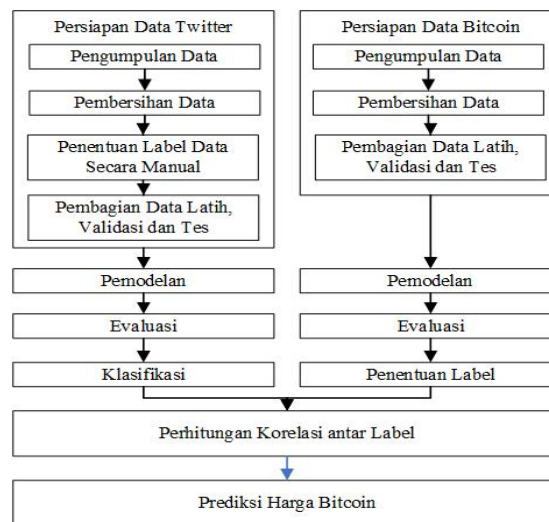 Persiapan Data Twitter
Pengumpulan Data
Pembersihan Data
Penentuan Label Data
Secara Manual
Pembagian Data Latih,
Validasi dan Tes
Pemodelan
Evaluasi
Klasifikasi
Persiapan Data Bitcoin
Pengumpulan Data
Pembersihan Data
Pembagian Data Latih,
Validasi dan Tes
Pemodelan
Evaluasi
Penentuan Label
Perhitungan Korelasi antar Label
Prediksi Harga Bitcoin